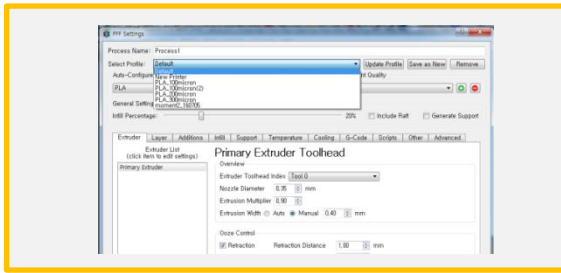 FFF Settings
Process Name: Process1
Select Profile: Default Update Profile Save as New Remove
Default
New Printer
PLA_100micron
PLA_100micron(2)
PLA_200micron
PLA_300micron
moment2_160705
Auto-Configure nt Quality
PLA
General Setting
Infill Percentage: 20% Include Raft Generate Support
Extruder Layer Additions Infill Support Temperature Cooling G-Code Scripts Other Advanced
Extruder List
(click item to edit settings)
Primary Extruder
Primary Extruder Toolhead
Overview
Extruder Toolhead Index Tool 0
Nozzle Diameter 0,35 mm
Extrusion Multiplier 0,90
Extrusion Width Auto Manual 0,40 mm
Ooze Control
Retraction Retraction Distance 1,80 mm